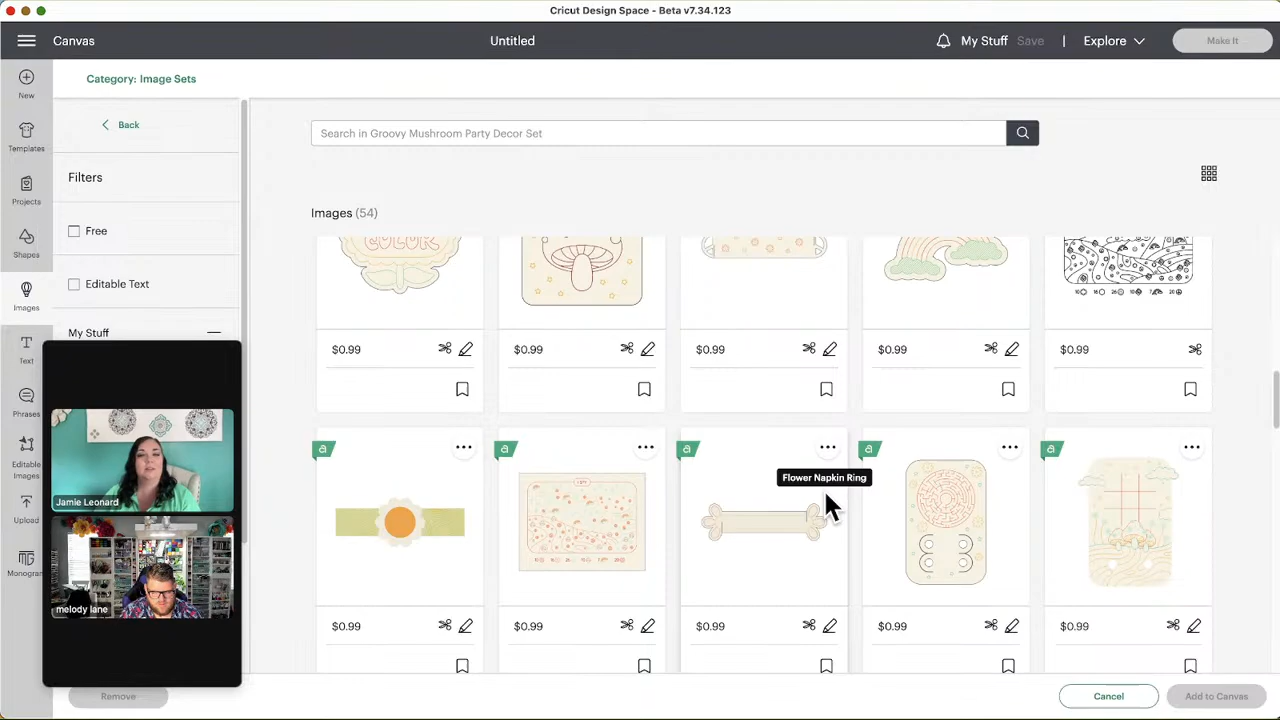 Cricut Design Space - Beta v7.34.123
Canvas
Untitled
My Stuff
Save
|
Explore
Make It
New
Templates
Projects
Shapes
Images
Text
Phrases
Editable
Images
Upload
Monogram
Category: Image Sets
Back
Filters
Free
Editable Text
My Stuff
Jamie Leonard
melody lane
Search in Groovy Mushroom Party Decor Set
Images (54)
COLOR
$0.99
$0.99
$0.99
$0.99
$0.99
a
a
a
a
a
Flower Napkin Ring
$0.99
$0.99
$0.99
$0.99
$0.99
Remove
Cancel
Add to Canvas